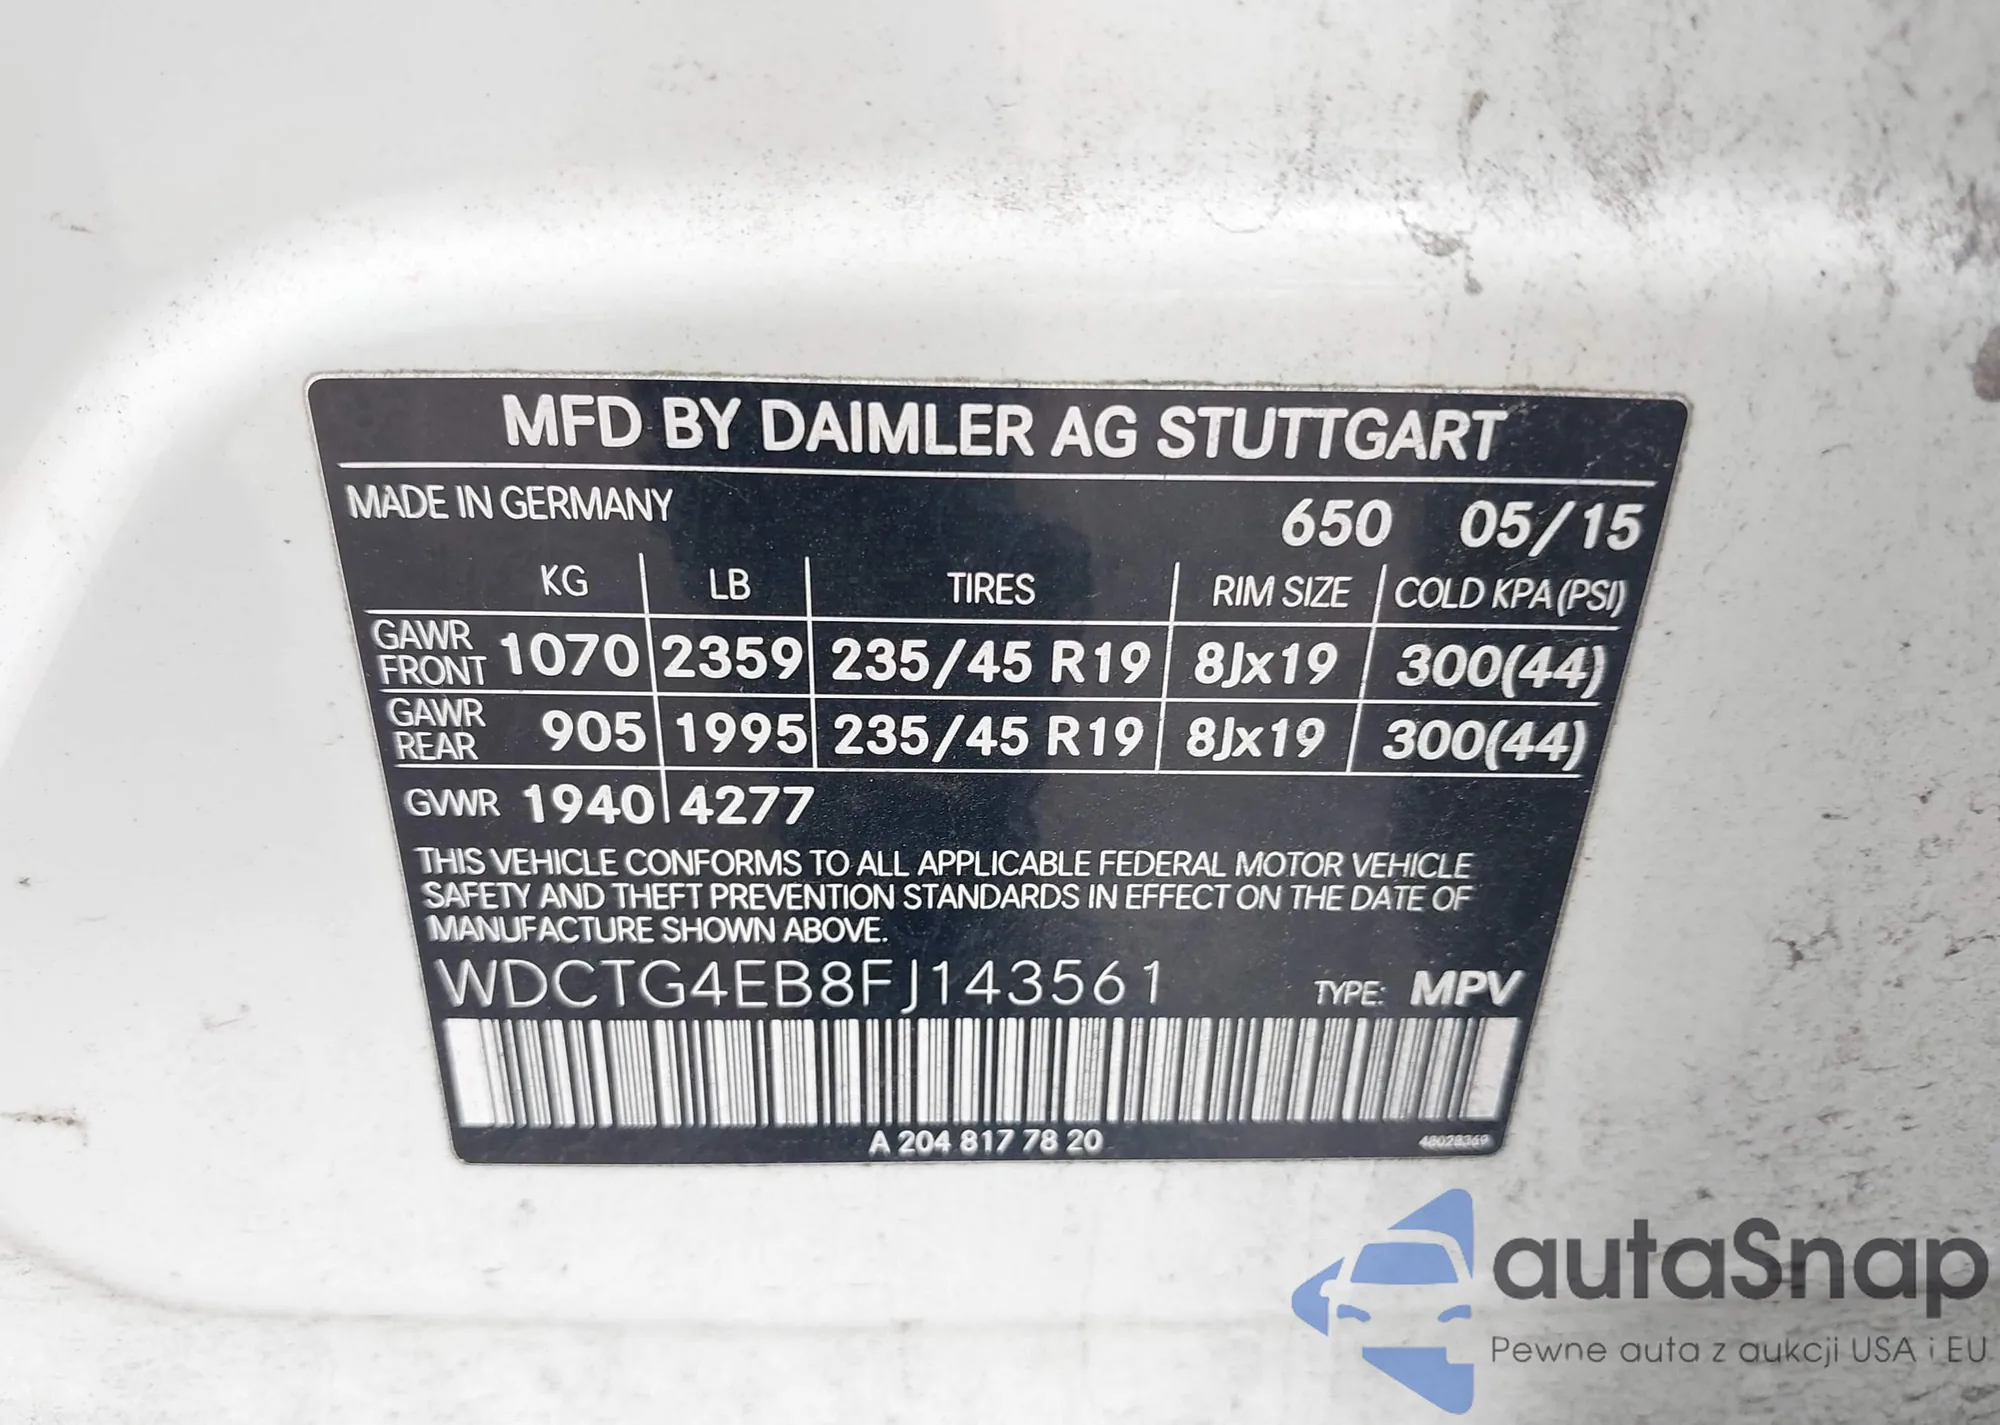 MFD BY DAIMLER AG STUTTGART
MADE IN GERMANY 650 05/15
KG LB TIRES RIM SIZE COLD KPA (PSI)
GAWR FRONT 1070 2359 235/45 R19 8Jx19 300(44)
GAWR REAR 905 1995 235/45 R19 8Jx19 300(44)
GVWR 1940 4277
THIS VEHICLE CONFORMS TO ALL APPLICABLE FEDERAL MOTOR VEHICLE
SAFETY AND THEFT PREVENTION STANDARDS IN EFFECT ON THE DATE OF
MANUFACTURE SHOWN ABOVE.
WDCTG4EB8FJ143561 TYPE: MPV
A 204 817 78 20 48028369
autaSnap
Pewne auta z aukcji USA i EU